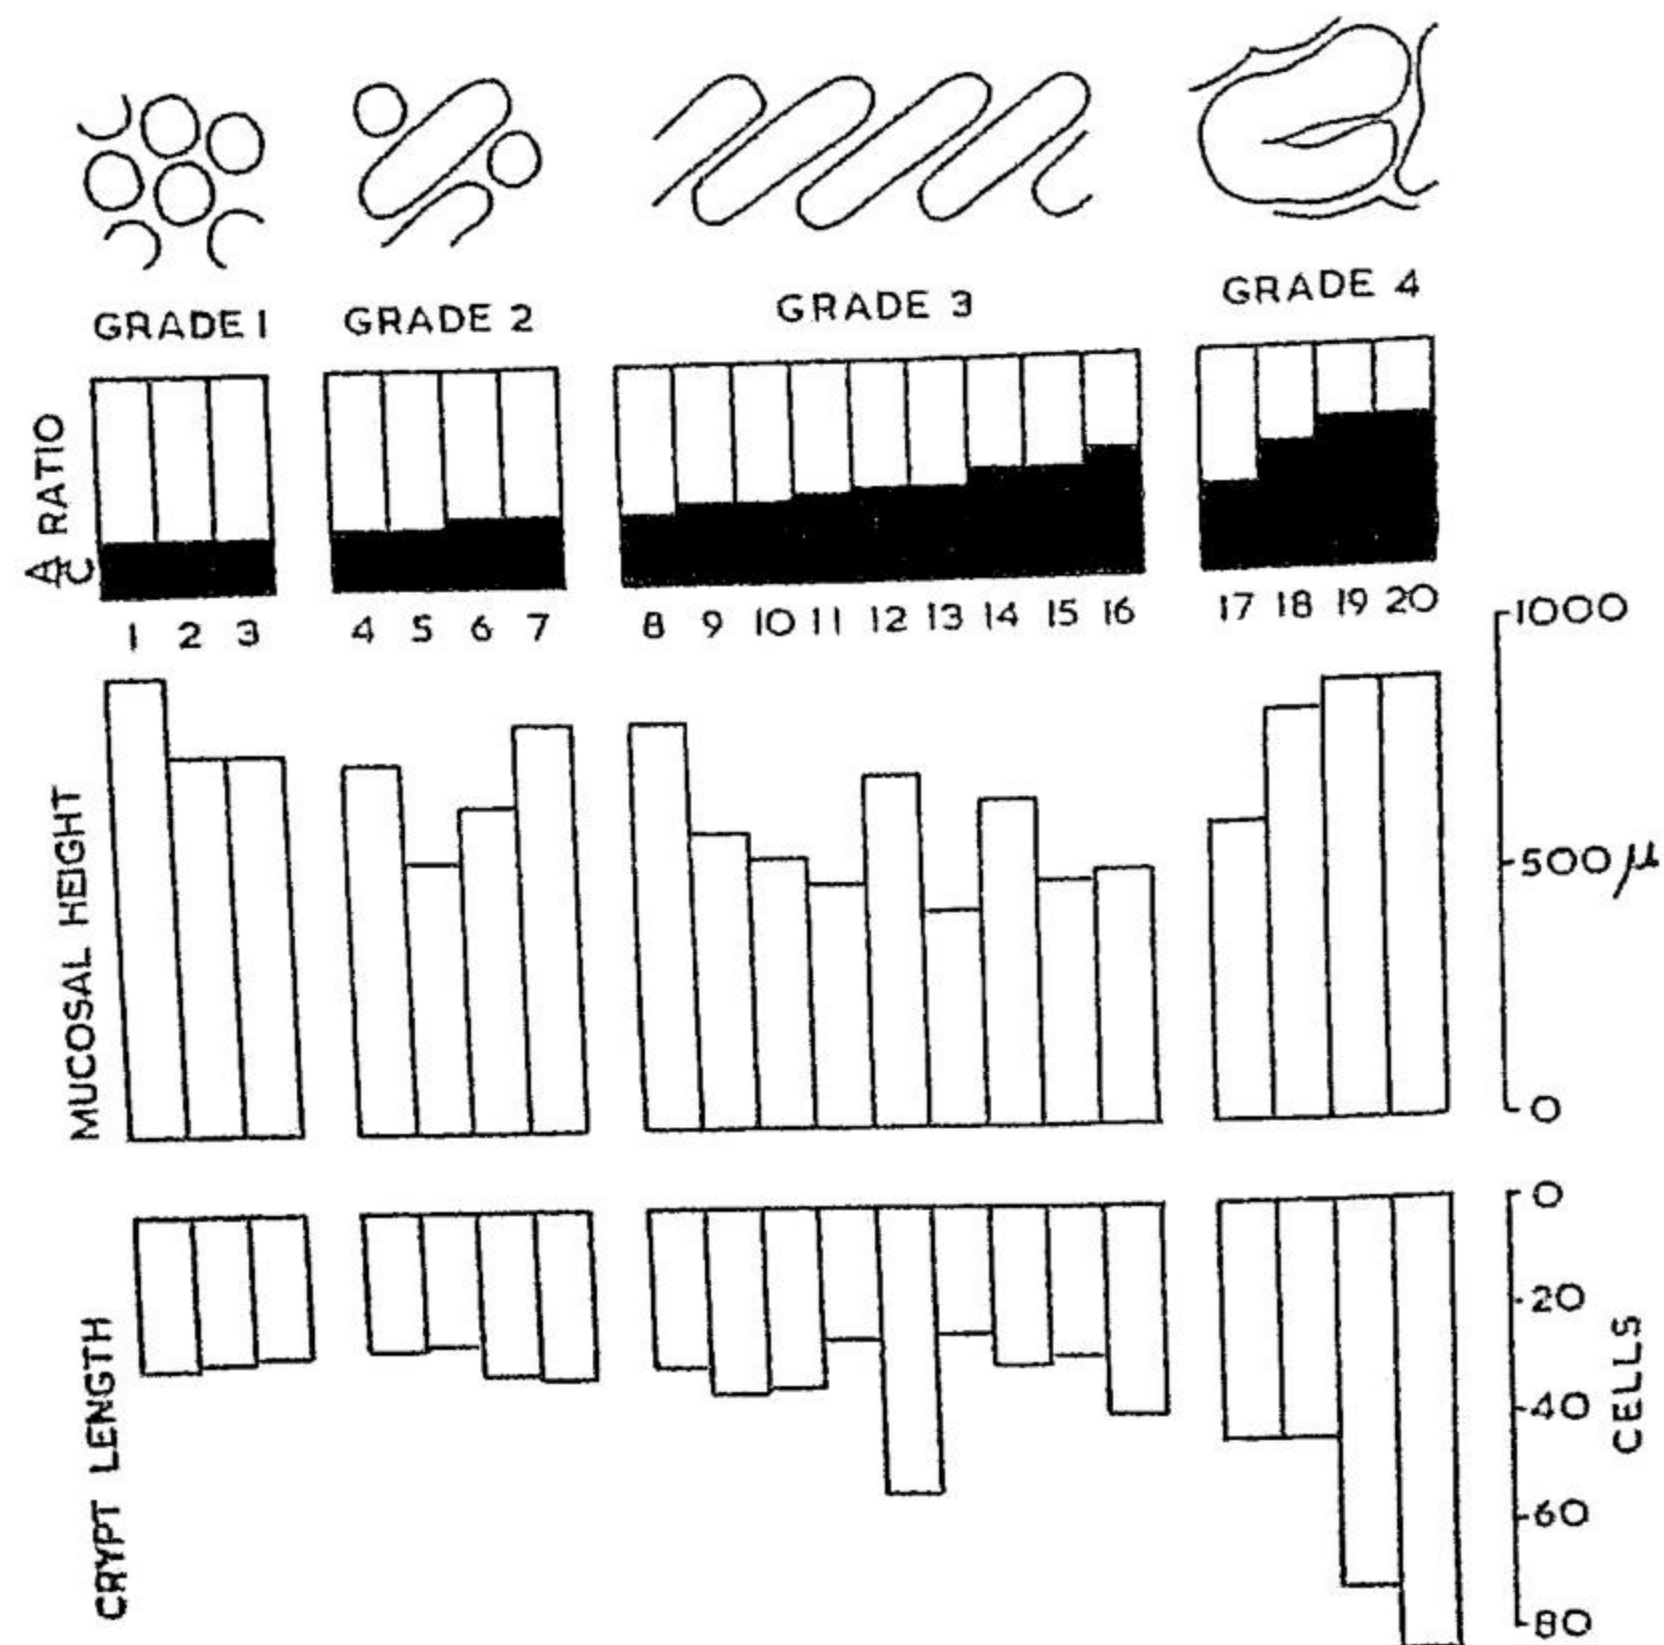 GRADE 1 GRADE 2 GRADE 3 GRADE 4
A/C RATIO
1 2 3 4 5 6 7 8 9 10 11 12 13 14 15 16 17 18 19 20
MUCOSAL HEIGHT
1000
500 μ
0
CRYPT LENGTH
0
20
40
60
80
CELLS